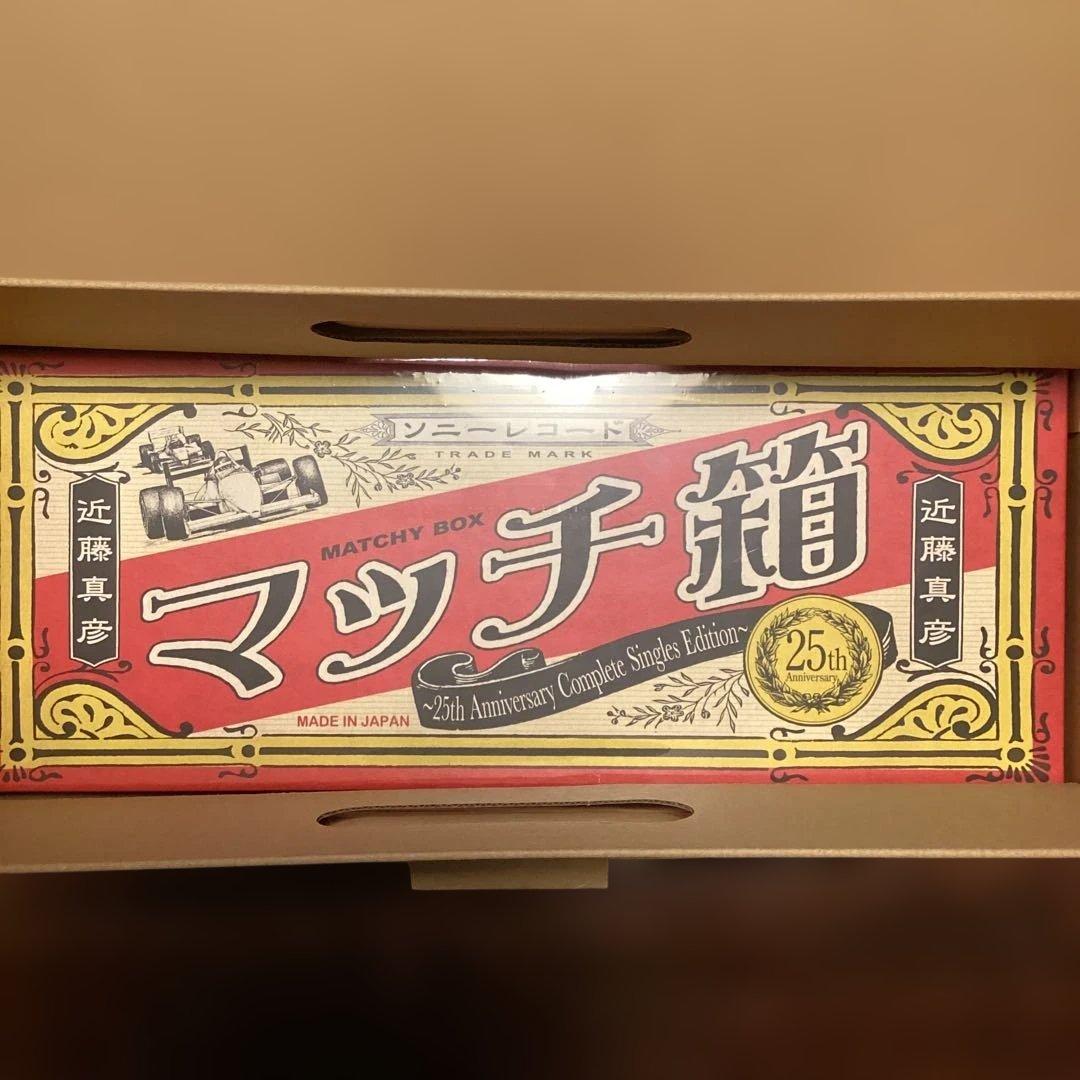 ソニーレコード
TRADE MARK
MATCHY BOX
マッチ箱
近藤真彦
近藤真彦
~25th Anniversary Complete Singles Edition~
25th
Anniversary
MADE IN JAPAN